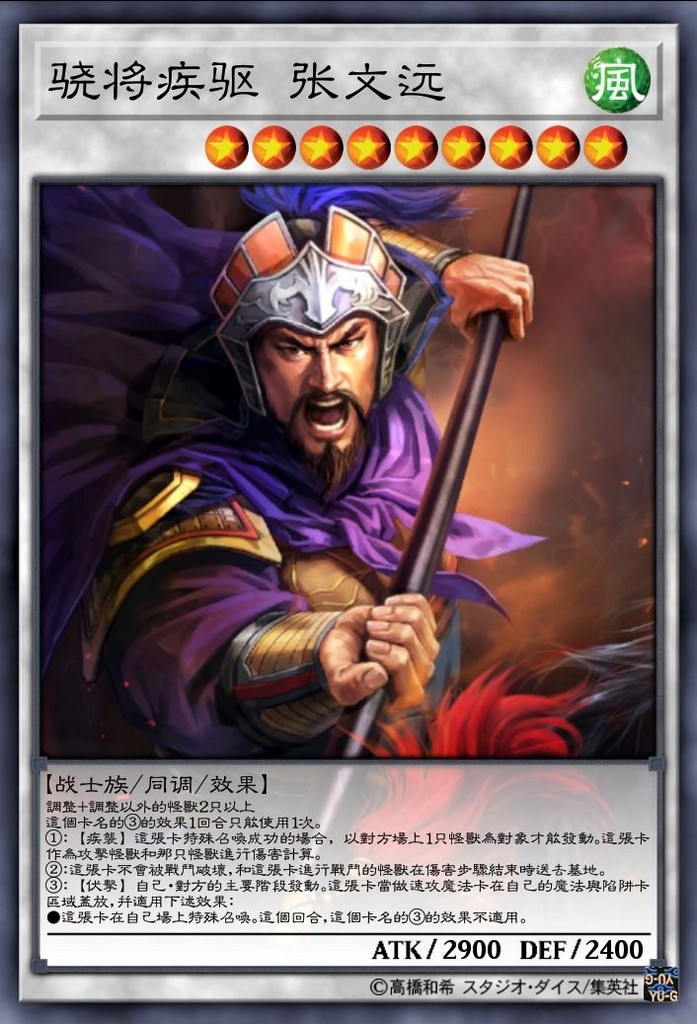 骁将疾驱 张文远
風
【战士族/同调/效果】
調整+調整以外的怪獸2只以上
這個卡名的③的效果1回合只能使用1次。
①：【疾襲】這張卡特殊召喚成功的場合，以對方場上1只怪獸為對象才能發動。這張卡
作為攻擊怪獸和那只怪獸進行傷害計算。
②:這張卡不會被戰鬥破壞,和這張卡進行戰鬥的怪獸在傷害步驟結束時送去墓地。
③：【伏擊】自己·對方的主要階段發動。這張卡當做速攻魔法卡在自己的魔法與陷阱卡
區域蓋放,并適用下述效果:
●這張卡在自己場上特殊召喚。這個回合,這個卡名的③的效果不適用。
ATK/2900 DEF/2400
©高橋和希 スタジオ·ダイス/集英社
YU-G